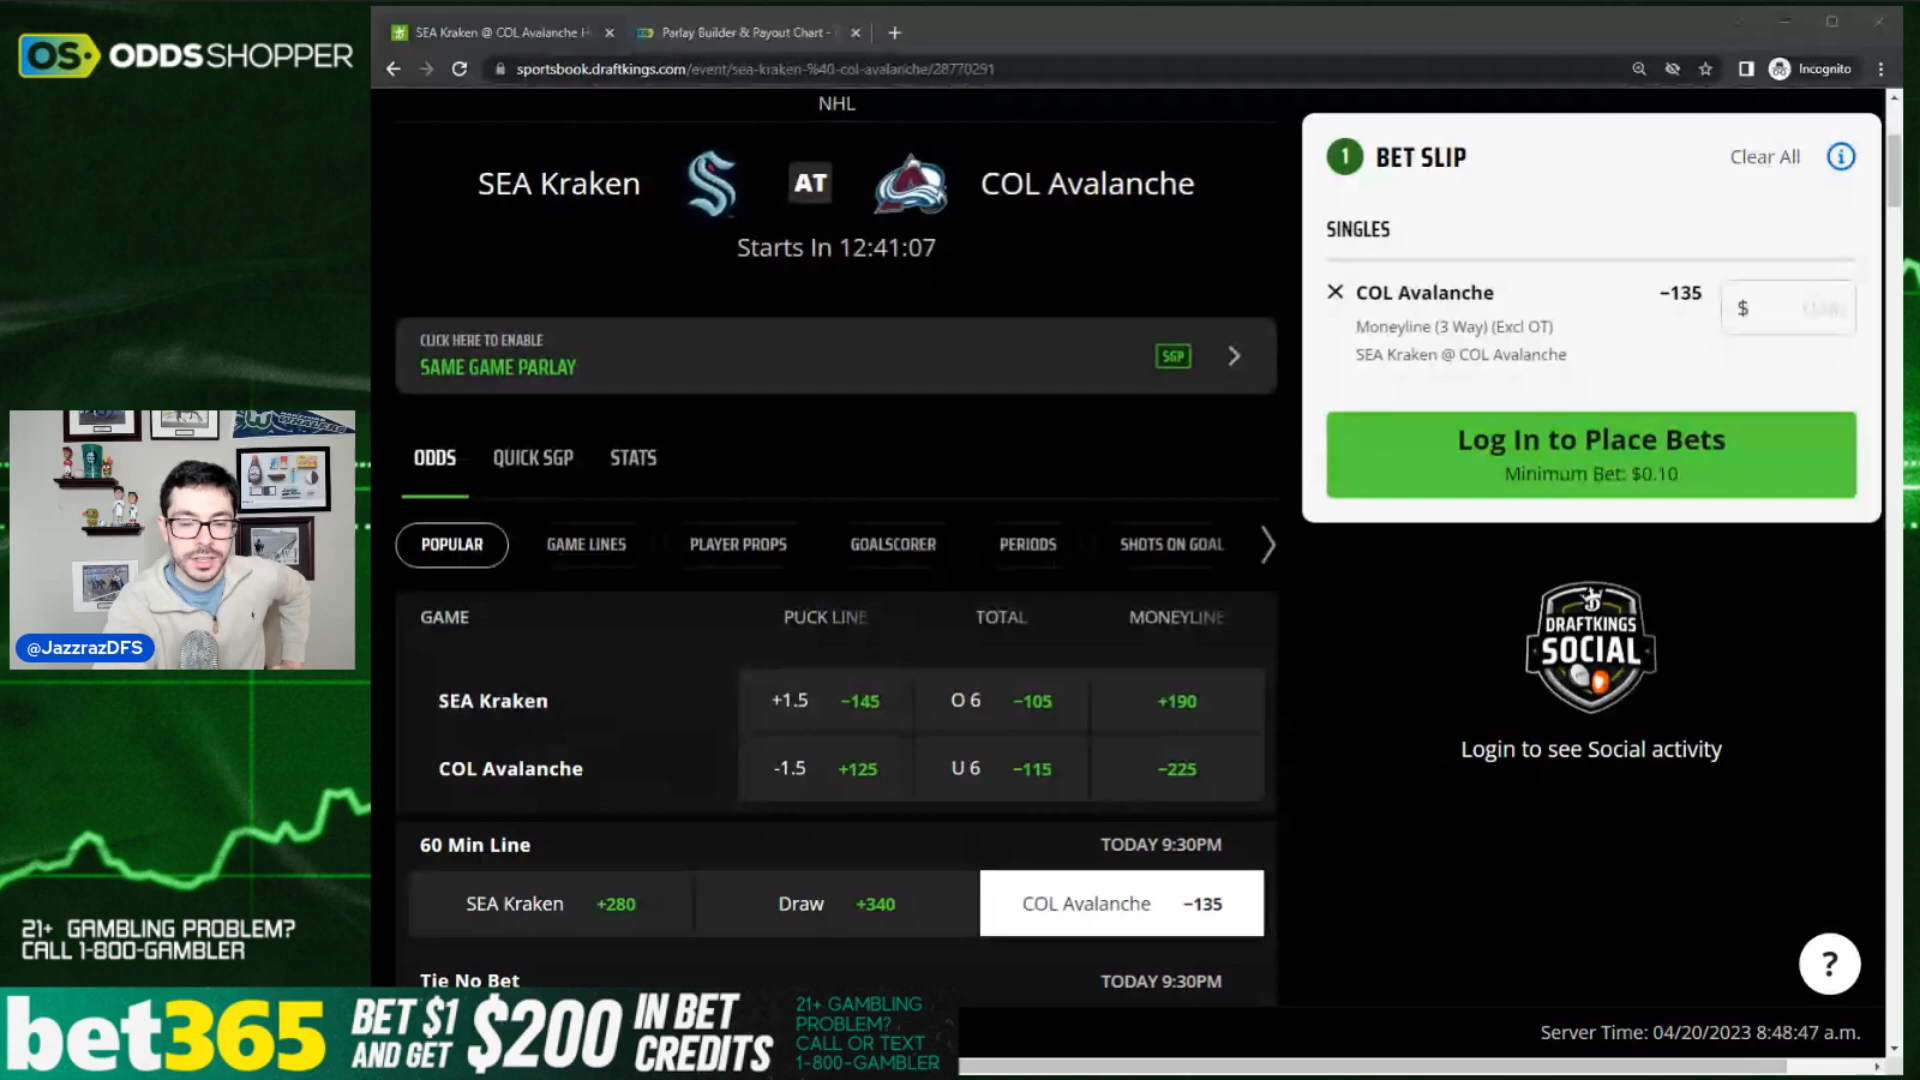 OS ODDSSHOPPER
SEA Kraken @ COL Avalanche
Parlay Builder & Payout Chart -
sportsbook.draftkings.com/event/sea-kraken-%40-col-avalanche/28770291
Incognito
NHL
SEA Kraken AT COL Avalanche
Starts In 12:41:07
CLICK HERE TO ENABLE
SAME GAME PARLAY
SGP
ODDS QUICK SGP STATS
POPULAR GAME LINES PLAYER PROPS GOALSCORER PERIODS SHOTS ON GOAL
GAME PUCK LINE TOTAL MONEYLINE
SEA Kraken +1.5 −145 O 6 −105 +190
COL Avalanche -1.5 +125 U 6 −115 −225
60 Min Line TODAY 9:30PM
SEA Kraken +280 Draw +340 COL Avalanche −135
Tie No Bet TODAY 9:30PM
1 BET SLIP Clear All i
SINGLES
COL Avalanche −135 $
Moneyline (3 Way) (Excl OT)
SEA Kraken @ COL Avalanche
Log In to Place Bets
Minimum Bet: $0.10
DRAFTKINGS
SOCIAL
Login to see Social activity
?
Server Time: 04/20/2023 8:48:47 a.m.
@JazzrazDFS
21+ GAMBLING PROBLEM?
CALL 1-800-GAMBLER
bet365
BET $1
AND GET
$200
IN BET
CREDITS
21+ GAMBLING
PROBLEM?
CALL OR TEXT
1-800-GAMBLER